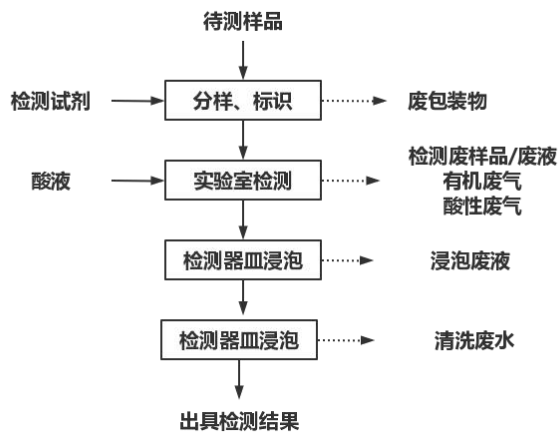 待测样品
检测试剂
分样、标识
废包装物
酸液
实验室检测
检测废样品/废液
有机废气
酸性废气
检测器皿浸泡
浸泡废液
检测器皿浸泡
清洗废水
出具检测结果